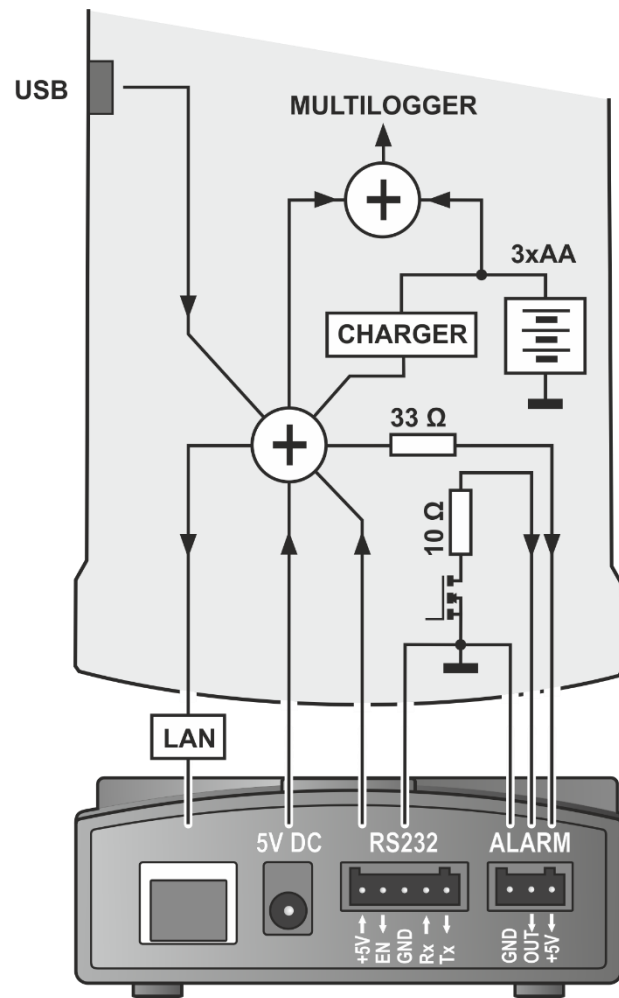 USB
MULTILOGGER
3xAA
CHARGER
33 Ω
10 Ω
LAN
5V DC
RS232
ALARM
+5V
EN
GND
Rx
Tx
GND
OUT
+5V